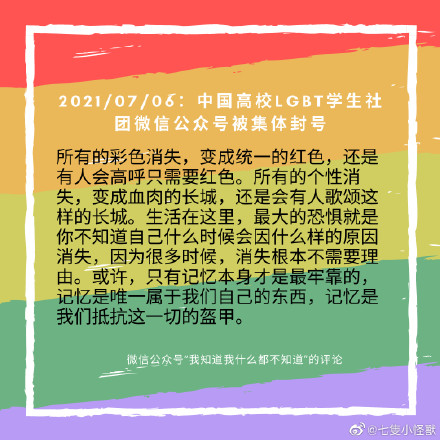 2021/07/06：中国高校LGBT学生社
团微信公众号被集体封号
所有的彩色消失，变成统一的红色，还是
有人会高呼只需要红色。所有的个性消
失，变成血肉的长城，还是会有人歌颂这
样的长城。生活在这里，最大的恐惧就是
你不知道自己什么时候会因什么样的原因
消失，因为很多时候，消失根本不需要理
由。或许，只有记忆本身才是最牢靠的，
记忆是唯一属于我们自己的东西，记忆是
我们抵抗这一切的盔甲。
微信公众号“我知道我什么都不知道”的评论
@七隻小怪獸